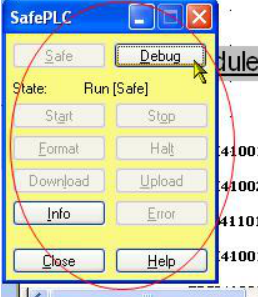 SafePLC
Safe Debug
dule
State: Run [Safe]
Start Stop
Format Halt
(4100
Download Upload
(4100
Info Error
4110
Close Help
(4100